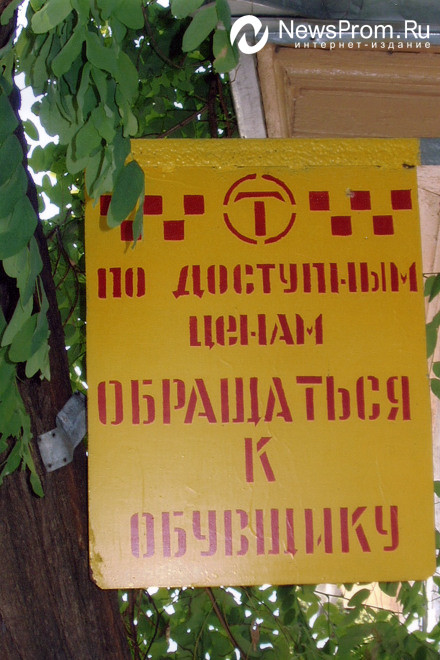 NewsProm.Ru
интернет-издание
Т
ПО ДОСТУПНЫМ
ЦЕНАМ
ОБРАЩАТЬСЯ
К
ОБУВЩИКУ